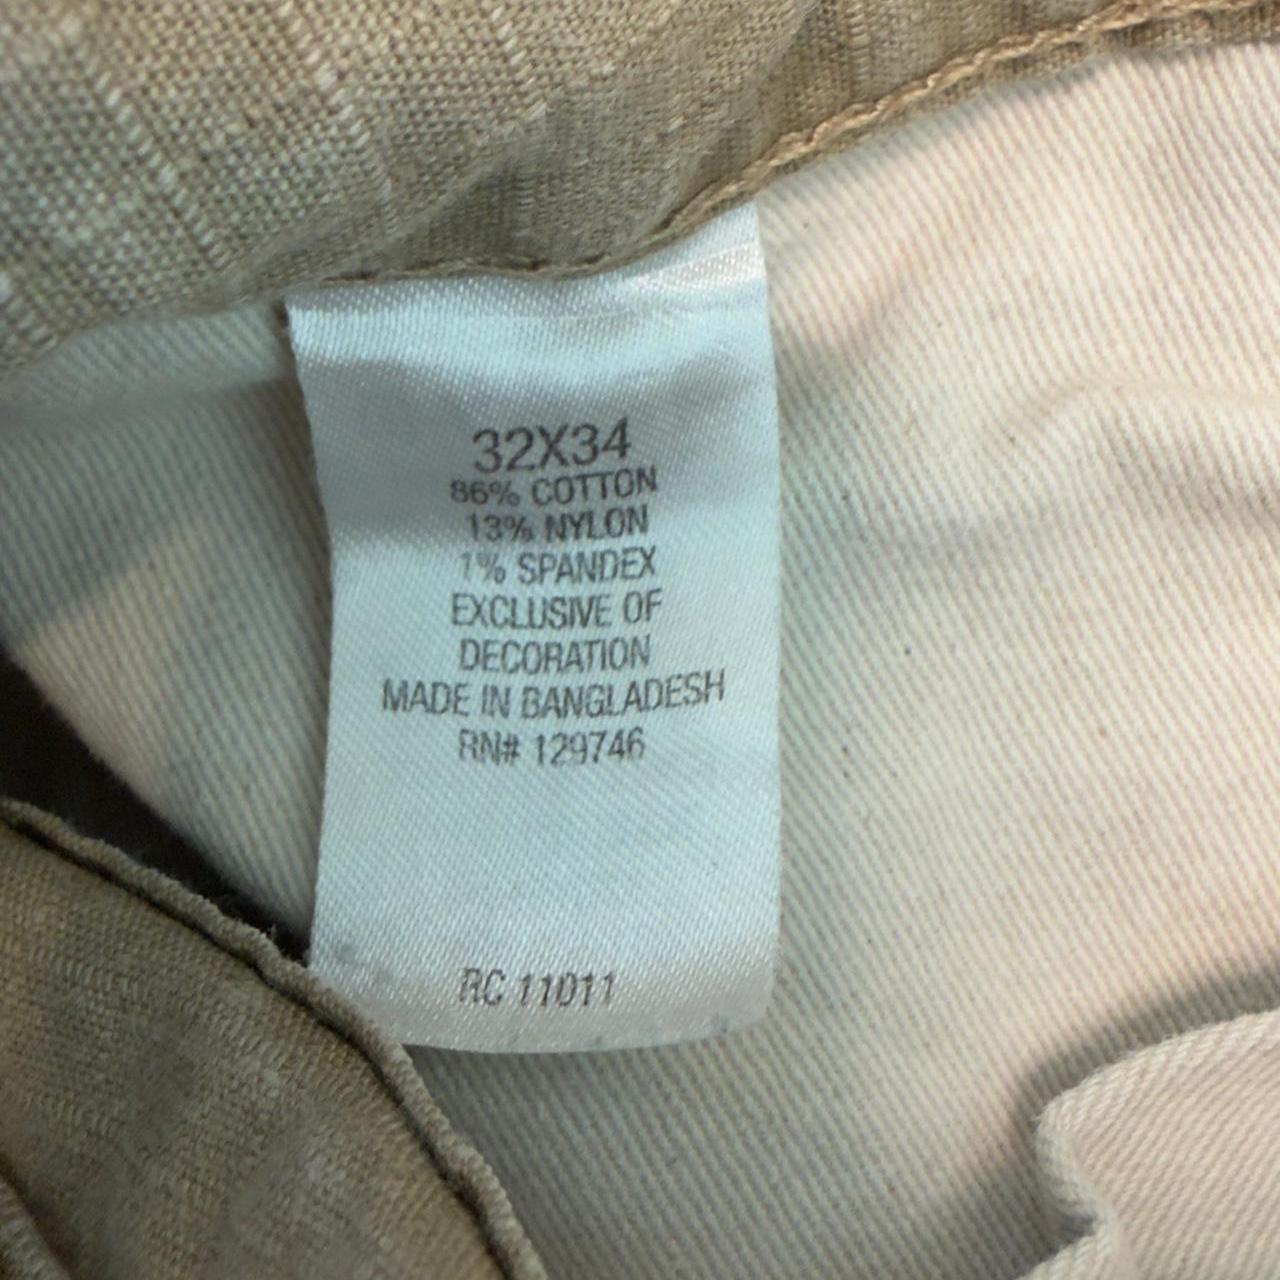 32X34
86% COTTON
13% NYLON
1% SPANDEX
EXCLUSIVE OF
DECORATION
MADE IN BANGLADESH
RN# 129746
RC 11011